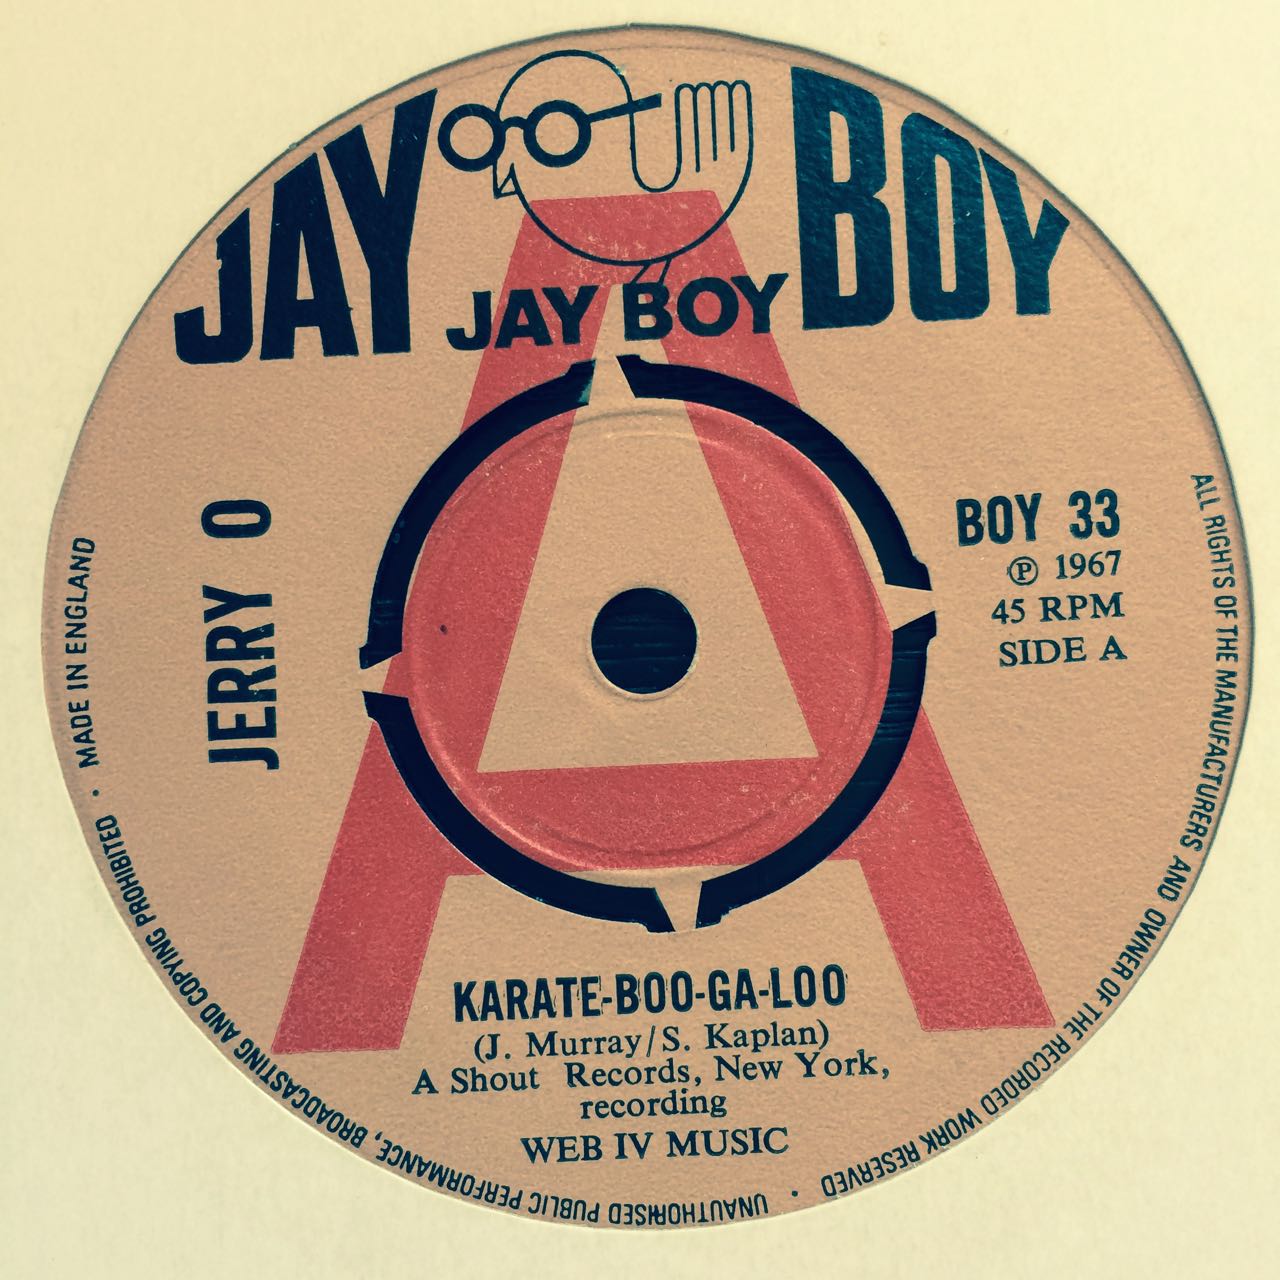 JAY BOY
JAY BOY
A
JERRY O
BOY 33
℗ 1967
45 RPM
SIDE A
KARATE-BOO-GA-LOO
(J. Murray/S. Kaplan)
A Shout Records, New York,
recording
WEB IV MUSIC
ALL RIGHTS OF THE MANUFACTURERS AND OWNER OF THE RECORDED WORK RESERVED · UNAUTHORISED PUBLIC PERFORMANCE, BROADCASTING AND COPYING PROHIBITED · MADE IN ENGLAND